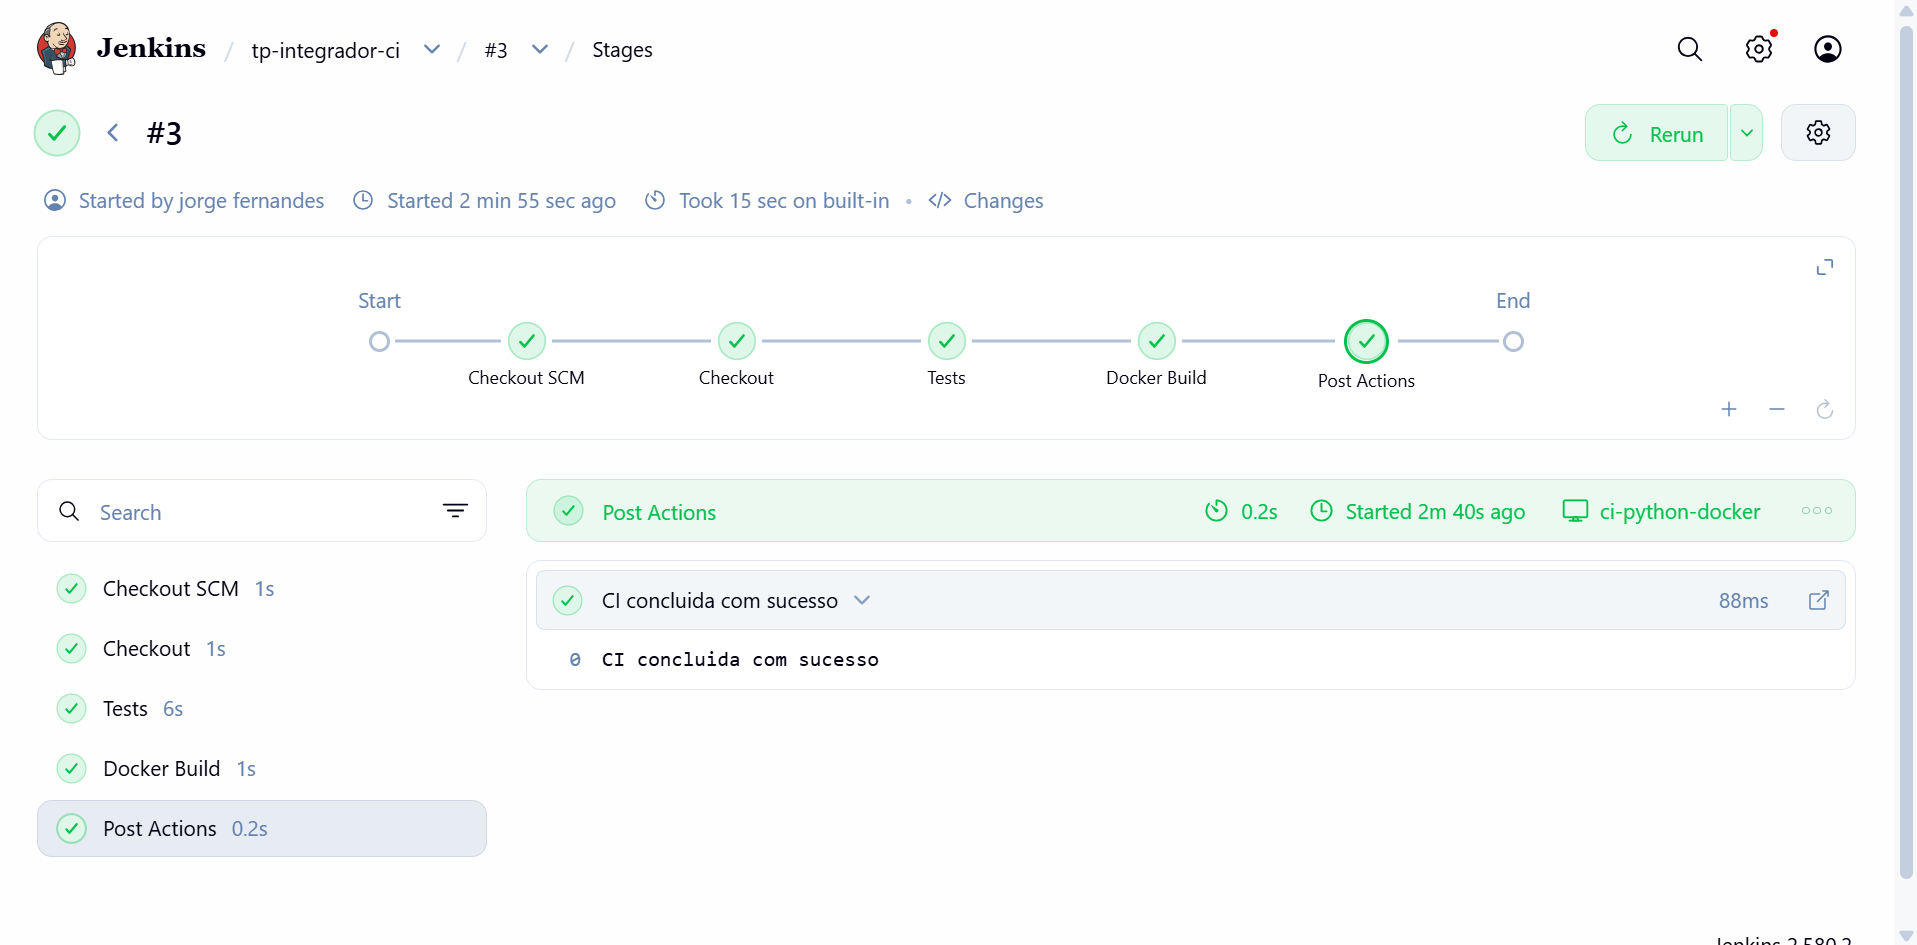 Jenkins / tp-integrador-ci / #3 / Stages
#3
Rerun
Started by jorge fernandes Started 2 min 55 sec ago Took 15 sec on built-in • Changes
Start
End
Checkout SCM
Checkout
Tests
Docker Build
Post Actions
Search
Checkout SCM 1s
Checkout 1s
Tests 6s
Docker Build 1s
Post Actions 0.2s
Post Actions 0.2s Started 2m 40s ago ci-python-docker
CI concluida com sucesso 88ms
0 CI concluida com sucesso